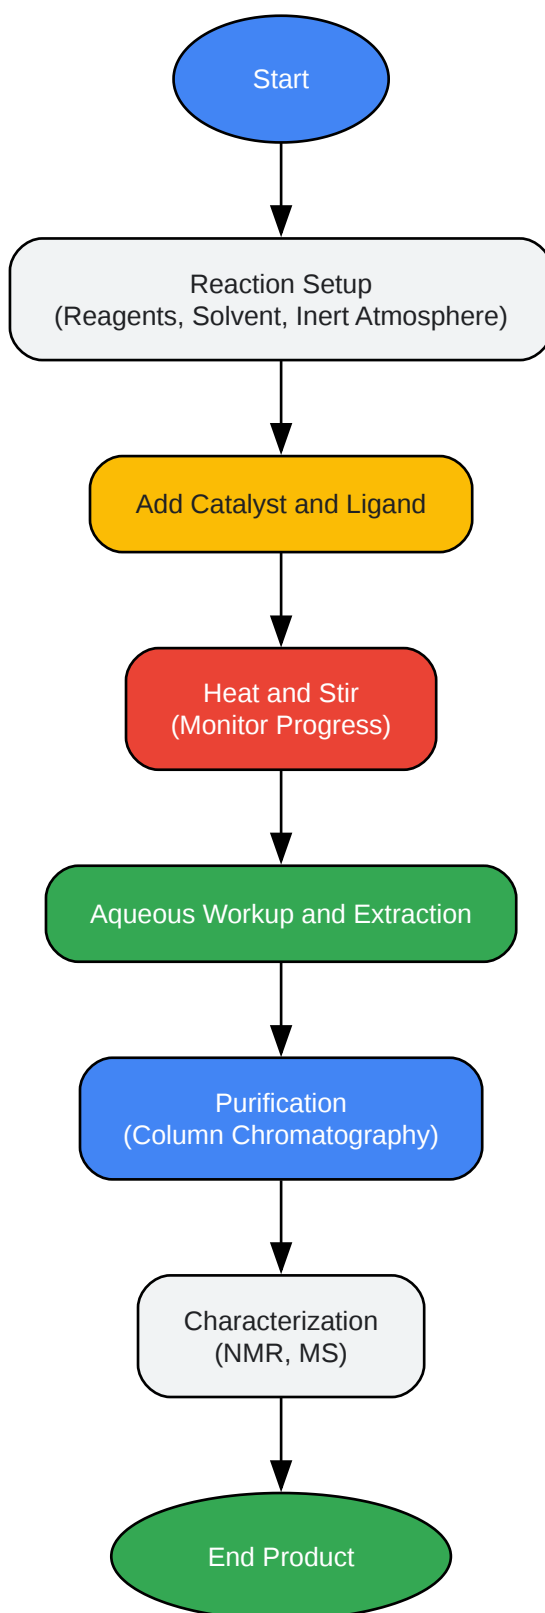 Start
Reaction Setup
(Reagents, Solvent, Inert Atmosphere)
Add Catalyst and Ligand
Heat and Stir
(Monitor Progress)
Aqueous Workup and Extraction
Purification
(Column Chromatography)
Characterization
(NMR, MS)
End Product